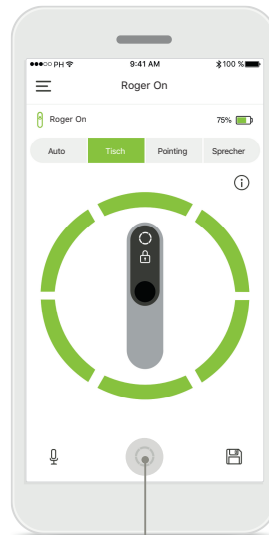 PH 9:41 AM 100 %
Roger On
Roger On 75%
Auto Tisch Pointing Sprecher